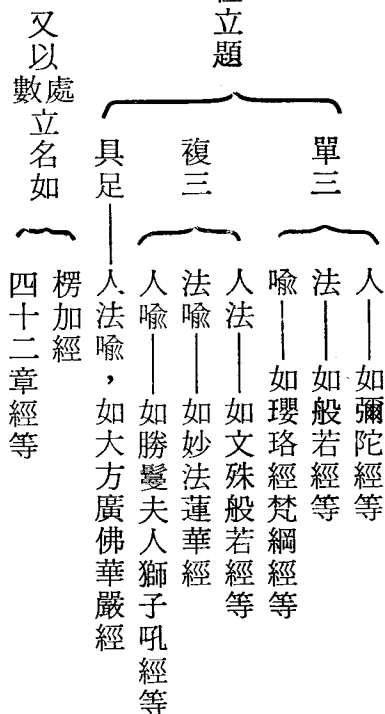 立題
單三
人——如彌陀經等
法——如般若經等
喻——如瓔珞經梵綱經等
複三
人法——如文殊般若經等
法喻——如妙法蓮華經
人喻——如勝鬘夫人獅子吼經等
具足——人法喻，如大方廣佛華嚴經
又以處數立名如
楞加經
四十二章經等